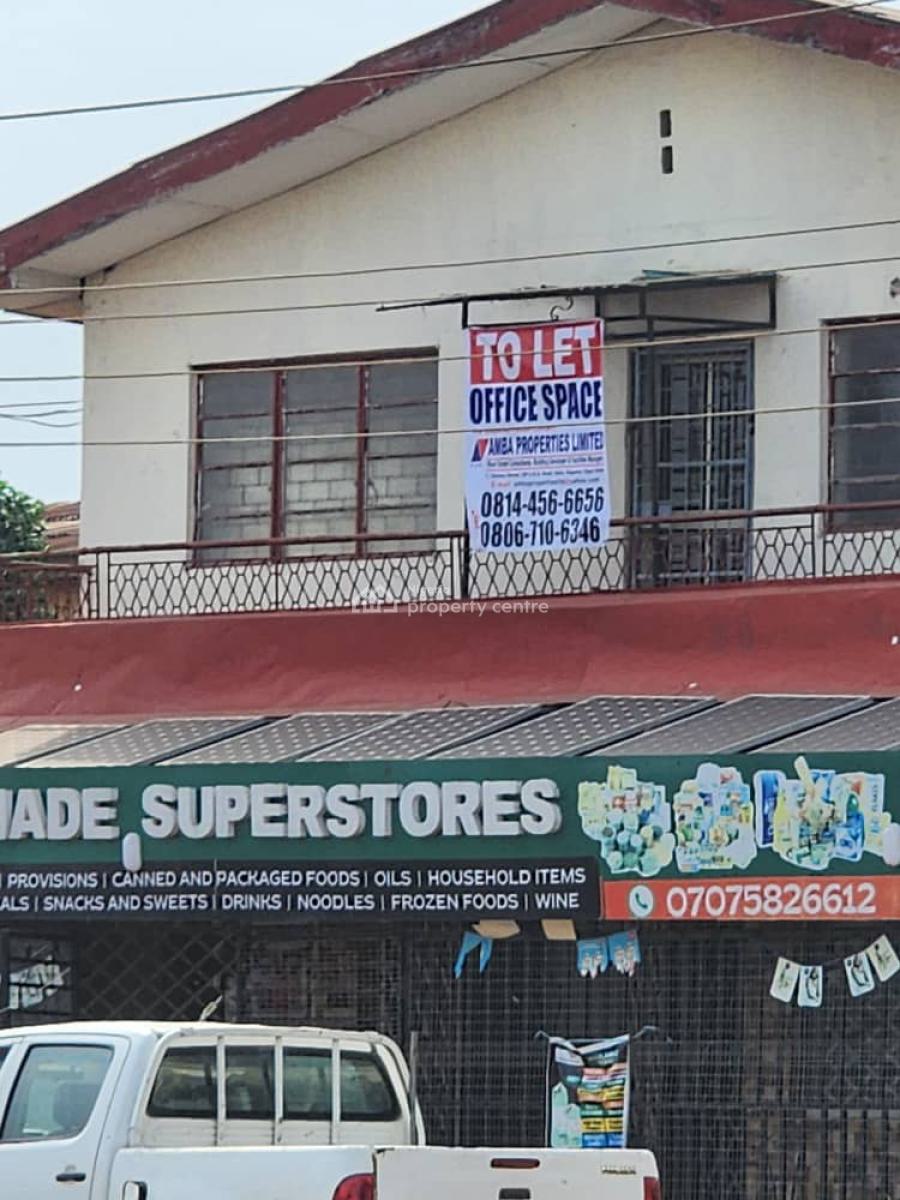 TO LET
OFFICE SPACE
AMBA PROPERTIES LIMITED
0814-456-6656
0806-710-6346
property centre
MADE SUPERSTORES
| PROVISIONS | CANNED AND PACKAGED FOODS | OILS | HOUSEHOLD ITEMS
ALS | SNACKS AND SWEETS | DRINKS | NOODLES | FROZEN FOODS | WINE
07075826612